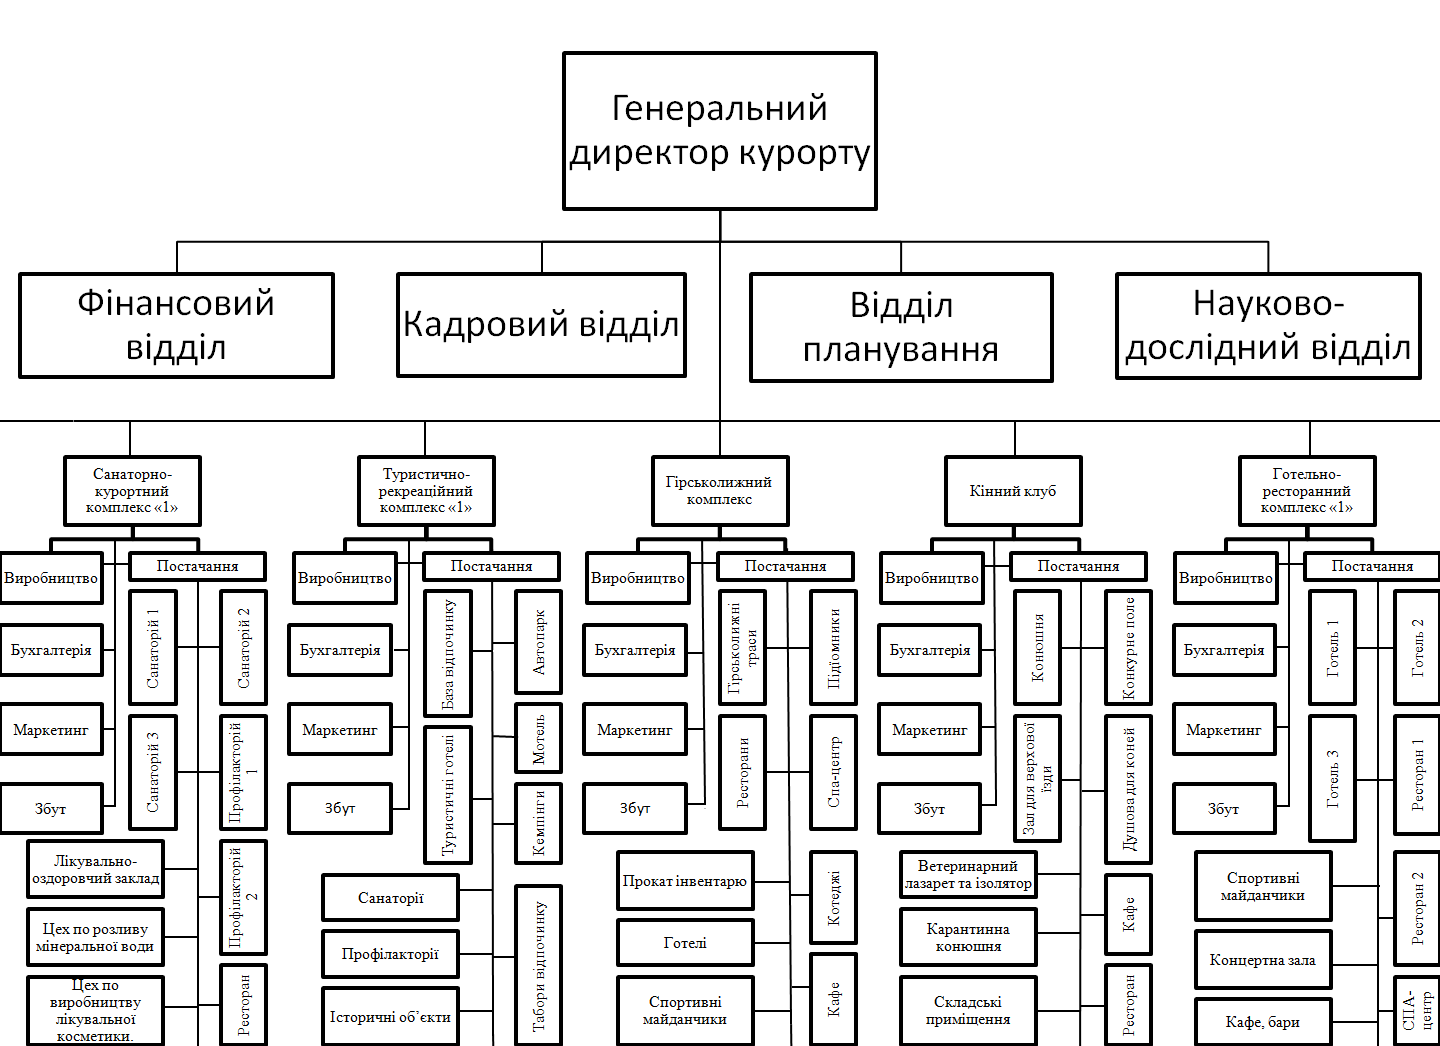 Генеральний
директор курорту
Фінансовий
відділ
Кадровий відділ
Відділ
планування
Науково-
дослідний відділ
Санаторно-
курортний
комплекс «1»
Туристично-
рекреаційний
комплекс «1»
Гірськолижний
комплекс
Кінний клуб
Готельно-
ресторанний
комплекс «1»
Виробництво
Постачання
Бухгалтерія
Маркетинг
Збут
Санаторій 1
Санаторій 2
Санаторій 3
Профілакторій
1
Лікувально-
оздоровчий заклад
Профілакторій
2
Цех по розливу
мінеральної води
Цех по
виробництву
лікувальної
косметики.
Ресторан
Виробництво
Постачання
Бухгалтерія
Маркетинг
Збут
База відпочинку
Автопарк
Туристичні готелі
Мотель
Кемпінги
Санаторії
Профілакторії
Історичні об’єкти
Табори відпочинку
Виробництво
Постачання
Бухгалтерія
Маркетинг
Збут
Гірськолижні
траси
Підіомники
Ресторани
Спа-центр
Прокат інвентарю
Котеджі
Готелі
Спортивні
майданчики
Кафе
Виробництво
Постачання
Бухгалтерія
Маркетинг
Збут
Конюшня
Конкурне поле
Зал для верхової
їзди
Душова для коней
Ветеринарний
лазарет та ізолятор
Кафе
Карантинна
конюшня
Складські
приміщення
Ресторан
Виробництво
Постачання
Бухгалтерія
Маркетинг
Збут
Готель 1
Готель 2
Готель 3
Ресторан 1
Спортивні
майданчики
Ресторан 2
Концертна зала
Кафе, бари
СПА-
центр